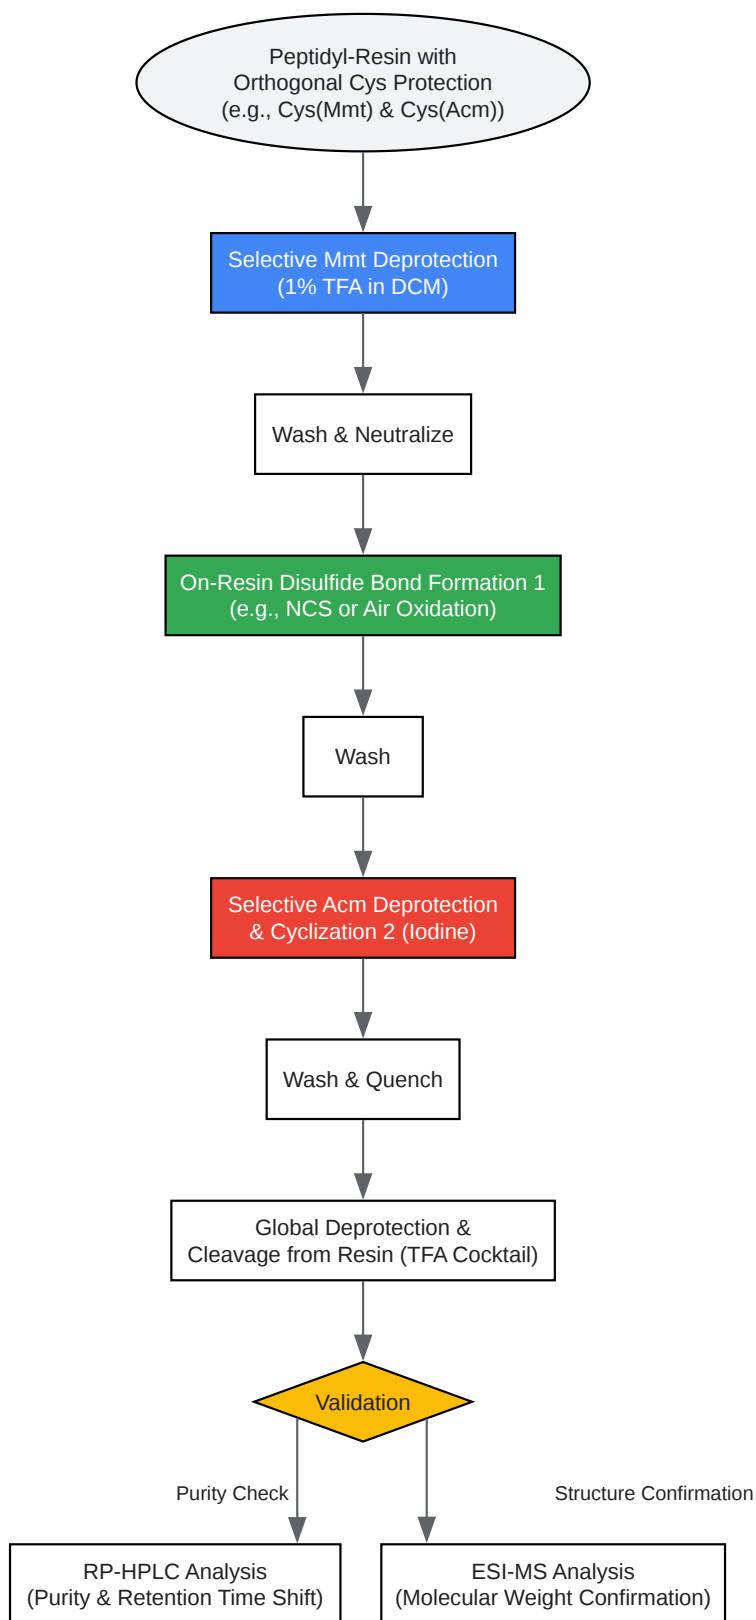 Peptidyl-Resin with
Orthogonal Cys Protection
(e.g., Cys(Mmt) & Cys(Acm))
Selective Mmt Deprotection
(1% TFA in DCM)
Wash & Neutralize
On-Resin Disulfide Bond Formation 1
(e.g., NCS or Air Oxidation)
Wash
Selective Acm Deprotection
& Cyclization 2 (Iodine)
Wash & Quench
Global Deprotection &
Cleavage from Resin (TFA Cocktail)
Validation
Purity Check
Structure Confirmation
RP-HPLC Analysis
(Purity & Retention Time Shift)
ESI-MS Analysis
(Molecular Weight Confirmation)